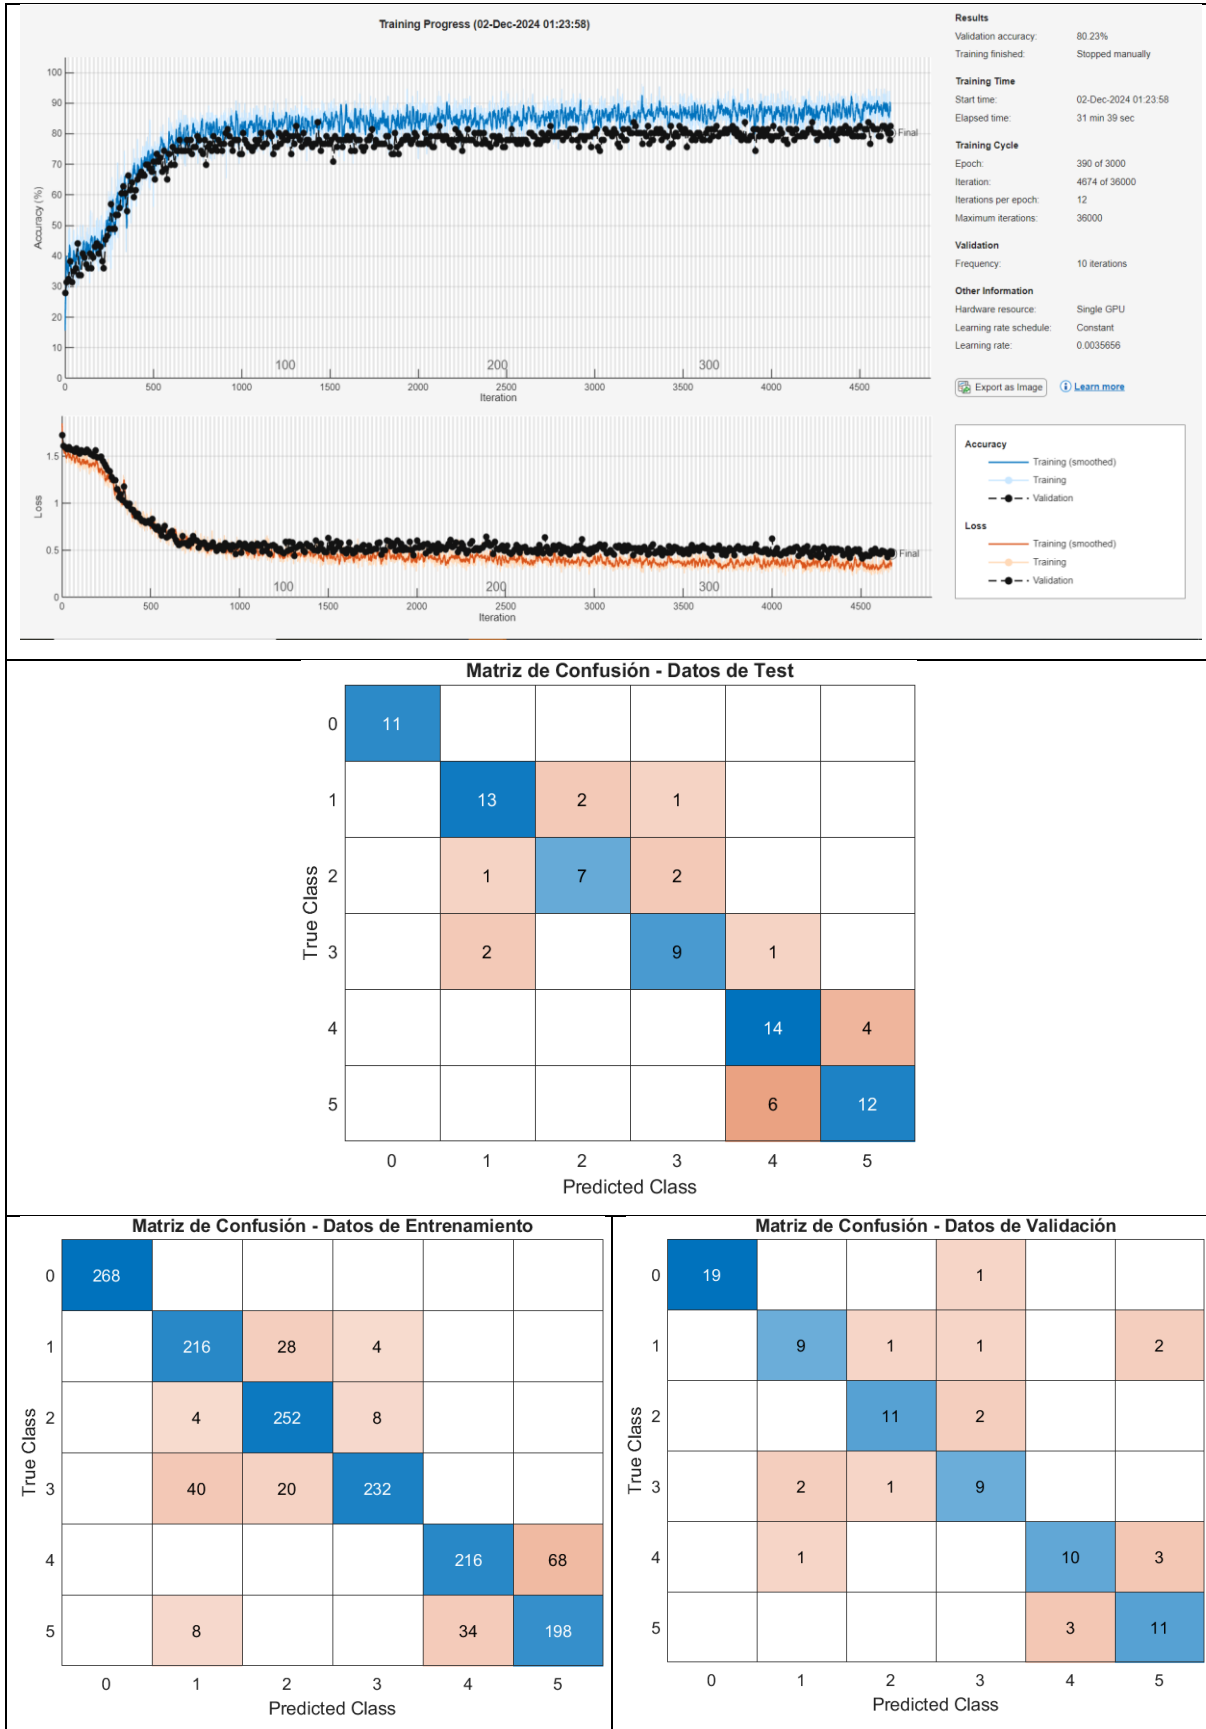 Training Progress (02-Dec-2024 01:23:58)
Accuracy (%)
100
90
80
70
60
50
40
30
20
10
0
Final
100 200 300
0 500 1000 1500 2000 2500 3000 3500 4000 4500
Iteration
Loss
1.5
1
0.5
0
Final
100 200 300
0 500 1000 1500 2000 2500 3000 3500 4000 4500
Iteration
Results
Validation accuracy: 80.23%
Training finished: Stopped manually
Training Time
Start time: 02-Dec-2024 01:23:58
Elapsed time: 31 min 39 sec
Training Cycle
Epoch: 390 of 3000
Iteration: 4674 of 36000
Iterations per epoch: 12
Maximum iterations: 36000
Validation
Frequency: 10 iterations
Other Information
Hardware resource: Single GPU
Learning rate schedule: Constant
Learning rate: 0.0035656
Export as Image Learn more
Accuracy
Training (smoothed)
Training
Validation
Loss
Training (smoothed)
Training
Validation
Matriz de Confusión - Datos de Test
True Class
0 11
1 13 2 1
2 1 7 2
3 2 9 1
4 14 4
5 6 12
0 1 2 3 4 5
Predicted Class
Matriz de Confusión - Datos de Entrenamiento
True Class
0 268
1 216 28 4
2 4 252 8
3 40 20 232
4 216 68
5 8 34 198
0 1 2 3 4 5
Predicted Class
Matriz de Confusión - Datos de Validación
True Class
0 19 1
1 9 1 1 2
2 11 2
3 2 1 9
4 1 10 3
5 3 11
0 1 2 3 4 5
Predicted Class